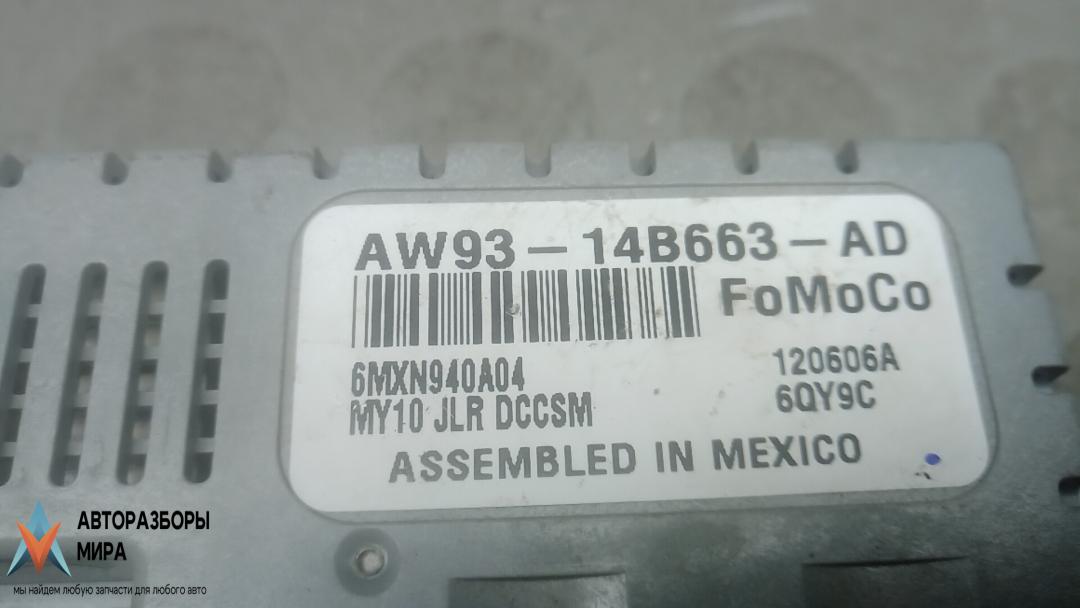 AW93-14B663-AD
FoMoCo
6MXN940A04
120606A
MY10 JLR DCCSM
6QY9C
ASSEMBLED IN MEXICO
АВТОРАЗБОРЫ
МИРА
мы найдем любую запчасти для любого авто